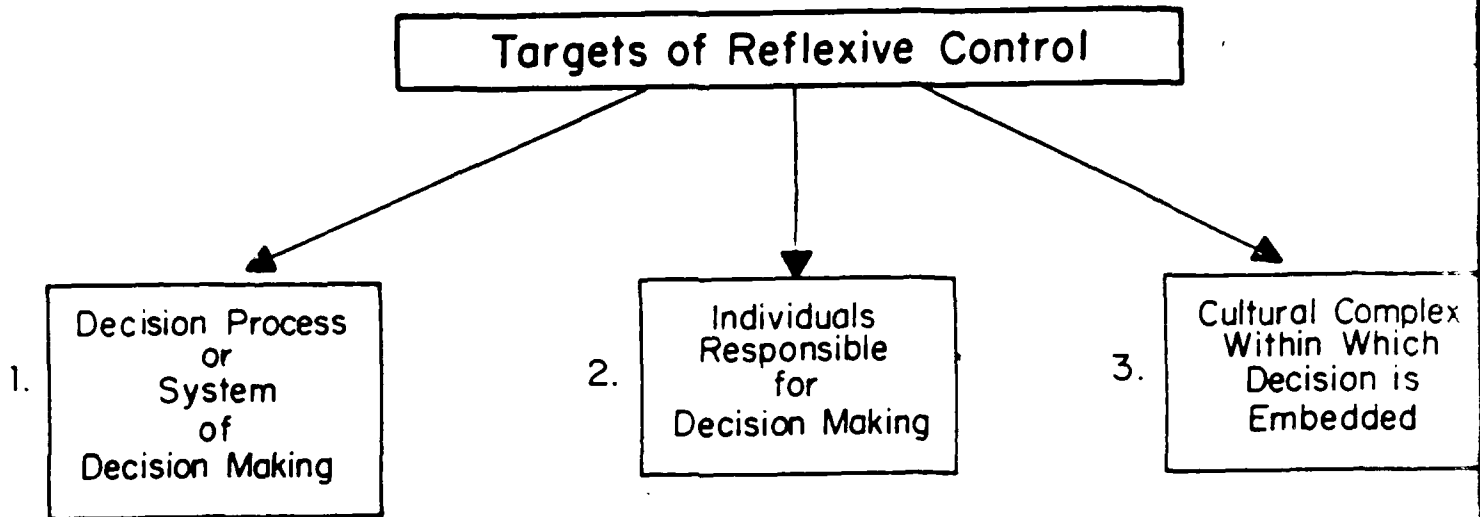 Targets of Reflexive Control
1.
Decision Process
or
System
of
Decision Making
2.
Individuals
Responsible
for
Decision Making
3.
Cultural Complex
Within Which
Decision is
Embedded